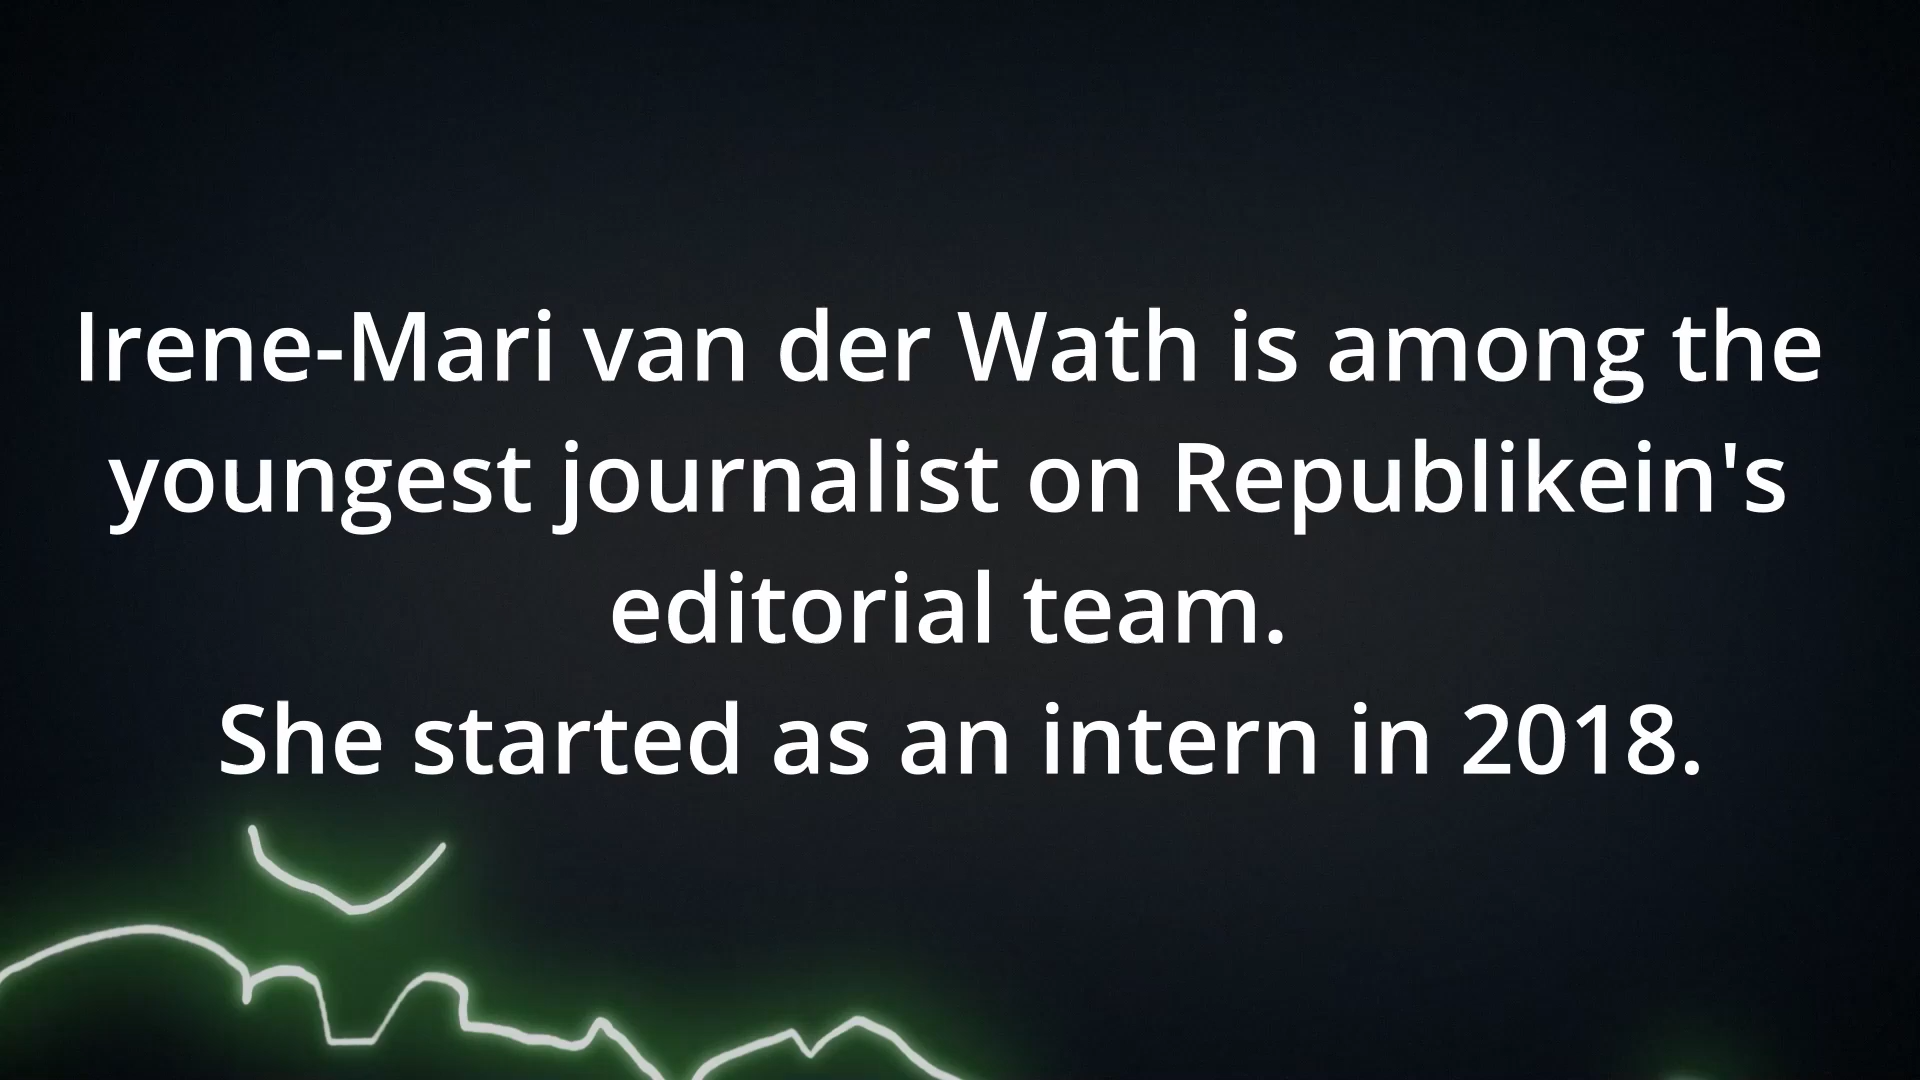 Irene-Mari van der Wath is among the
youngest journalist on Republikein's
editorial team.
She started as an intern in 2018.